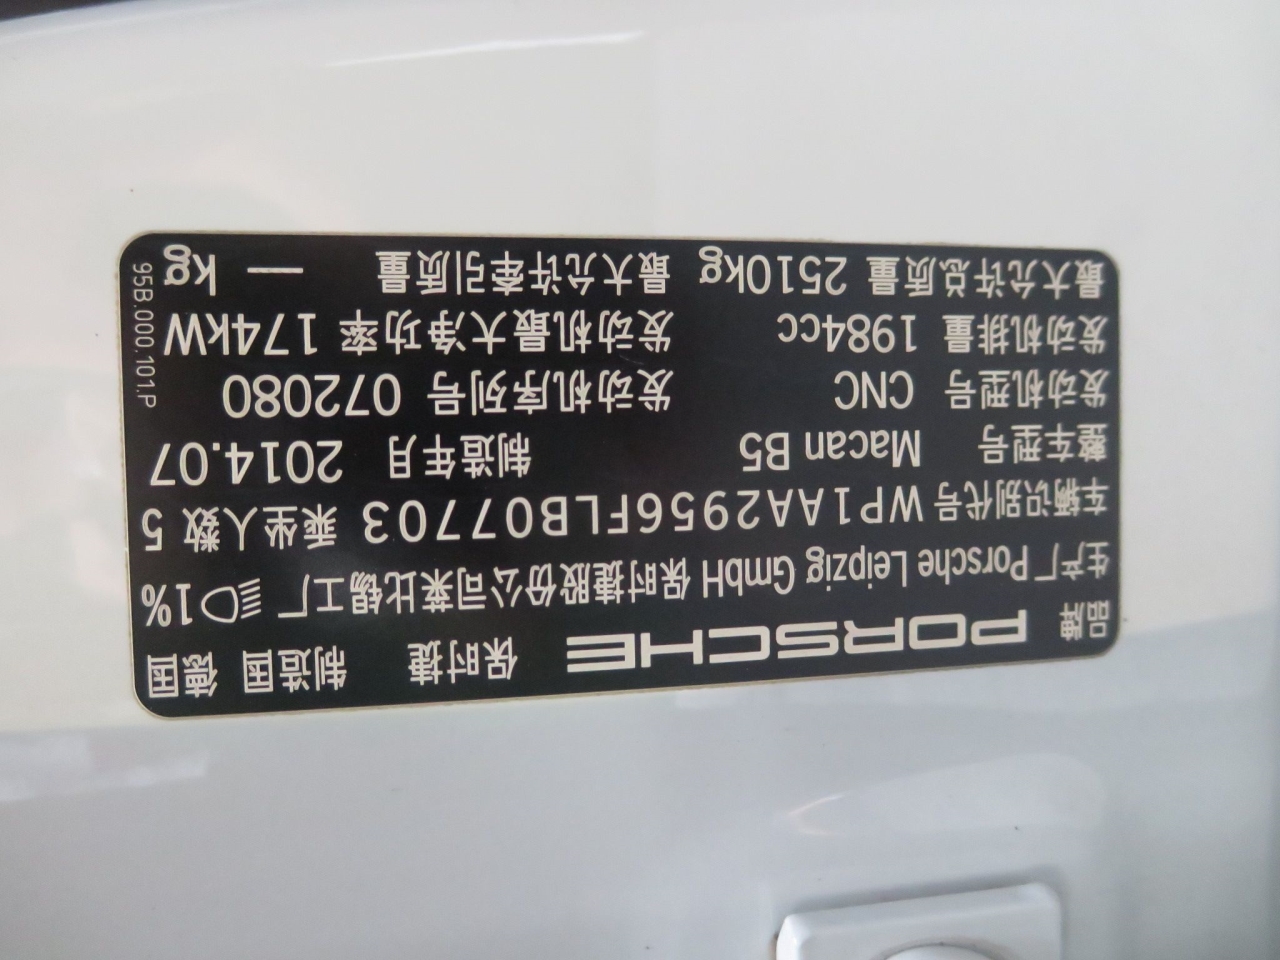 品牌 PORSCHE 保时捷 制造国 德国
生产厂 Porsche Leipzig GmbH 保时捷股份公司莱比锡工厂 1%
车辆识别代号 WP1AA2956FLB07703 乘坐人数 5
整车型号 Macan B5 制造年月 2014.07
发动机型号 CNC 发动机序列号 072080
发动机排量 1984cc 发动机最大净功率 174kW
最大允许总质量 2510kg 最大允许牵引质量 — kg
95B.000.101.P